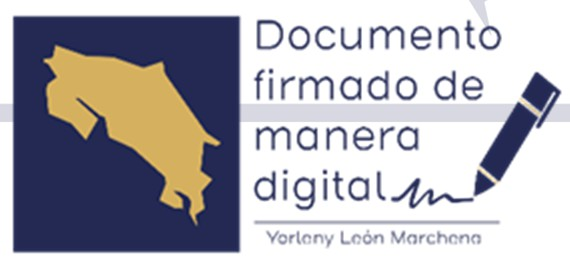 Documento
firmado de
manera
digital
Yorleny León Marchena